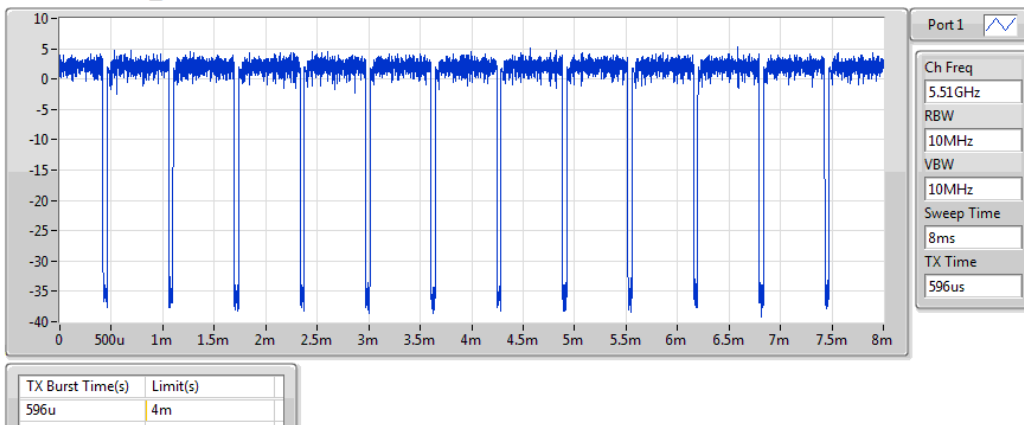 10
5
0
-5
-10
-15
-20
-25
-30
-35
-40
0 500u 1m 1.5m 2m 2.5m 3m 3.5m 4m 4.5m 5m 5.5m 6m 6.5m 7m 7.5m 8m
Port 1
Ch Freq
5.51GHz
RBW
10MHz
VBW
10MHz
Sweep Time
8ms
TX Time
596us
TX Burst Time(s) Limit(s)
596u 4m